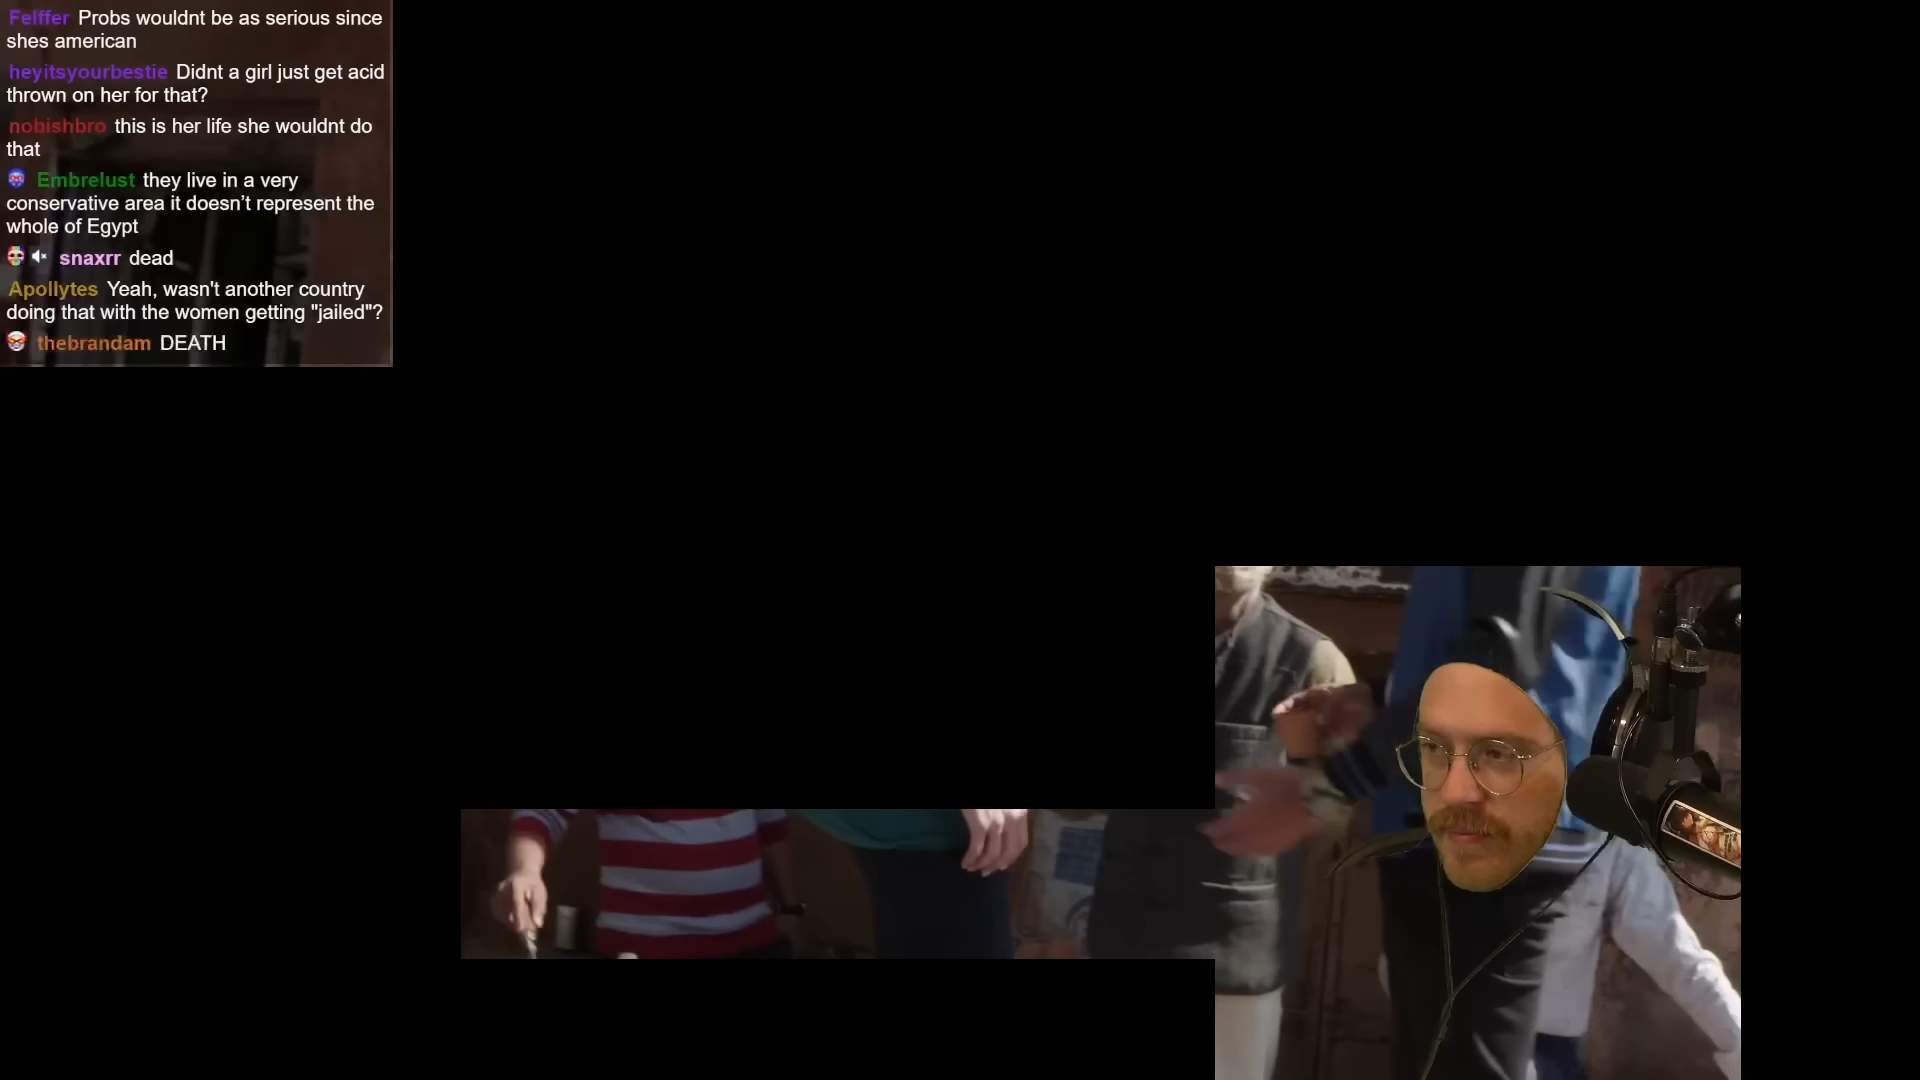 Felffer Probs wouldnt be as serious since
shes american
heyitsyourbestie Didnt a girl just get acid
thrown on her for that?
nobishbro this is her life she wouldnt do
that
Embrelust they live in a very
conservative area it doesn’t represent the
whole of Egypt
snaxrr dead
Apollytes Yeah, wasn't another country
doing that with the women getting "jailed"?
thebrandam DEATH